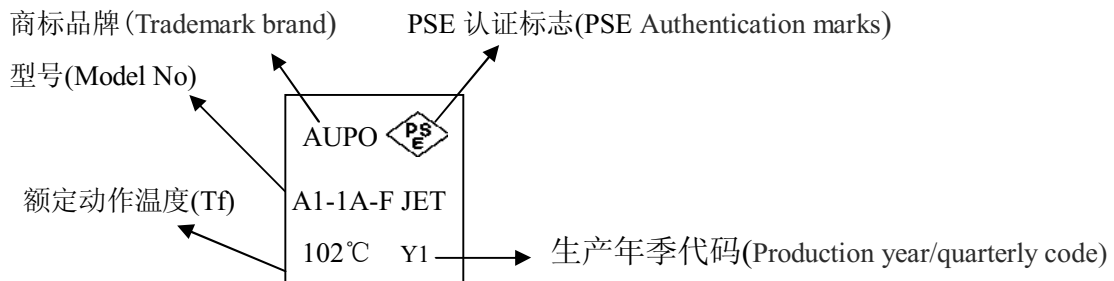 商标品牌(Trademark brand) PSE 认证标志(PSE Authentication marks)
型号(Model No)
AUPO PSE
A1-1A-F JET
额定动作温度(Tf)
102℃ Y1
生产年季代码(Production year/quarterly code)